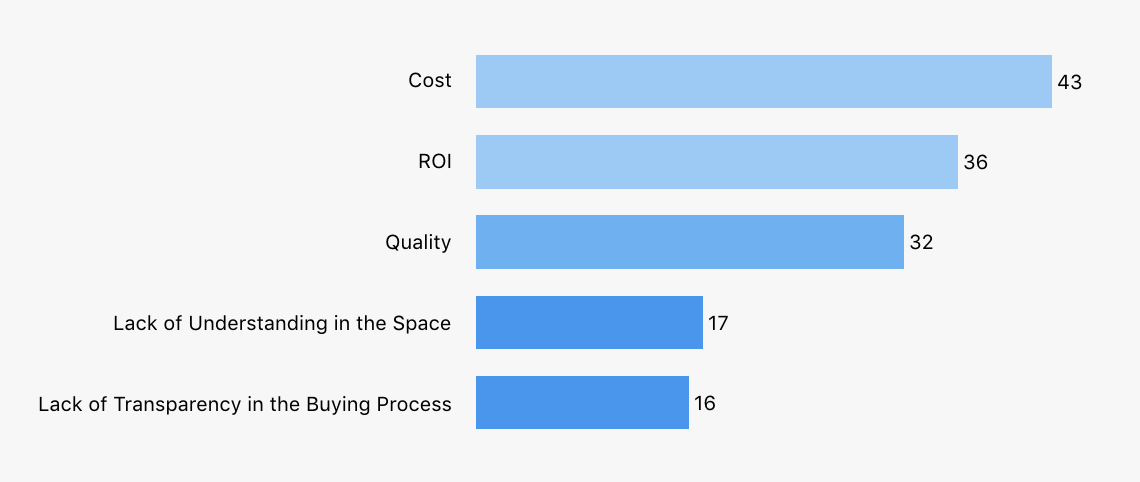 Cost 43
ROI 36
Quality 32
Lack of Understanding in the Space 17
Lack of Transparency in the Buying Process 16